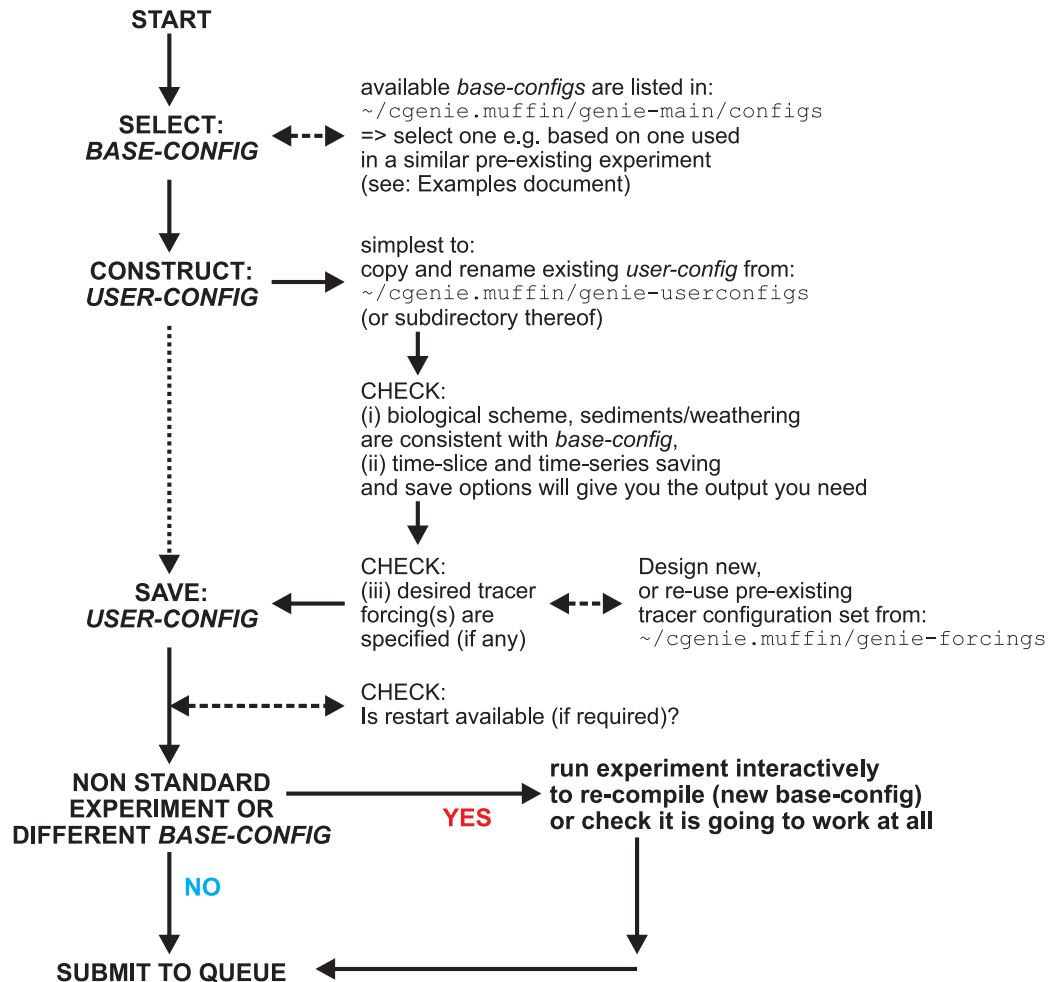 START
SELECT:
BASE-CONFIG
available base-configs are listed in:
~/cgenie.muffin/genie-main/configs
=> select one e.g. based on one used
in a similar pre-existing experiment
(see: Examples document)
CONSTRUCT:
USER-CONFIG
simplest to:
copy and rename existing user-config from:
~/cgenie.muffin/genie-userconfigs
(or subdirectory thereof)
CHECK:
(i) biological scheme, sediments/weathering
are consistent with base-config,
(ii) time-slice and time-series saving
and save options will give you the output you need
SAVE:
USER-CONFIG
CHECK:
(iii) desired tracer
forcing(s) are
specified (if any)
Design new,
or re-use pre-existing
tracer configuration set from:
~/cgenie.muffin/genie-forcings
CHECK:
Is restart available (if required)?
NON STANDARD
EXPERIMENT OR
DIFFERENT BASE-CONFIG
YES
run experiment interactively
to re-compile (new base-config)
or check it is going to work at all
NO
SUBMIT TO QUEUE